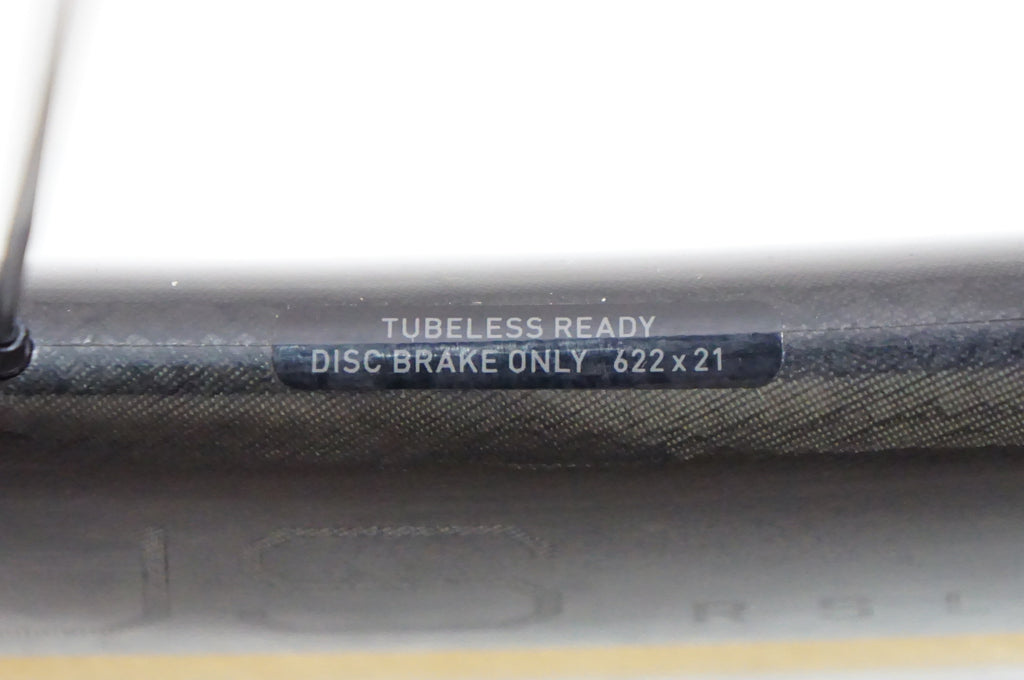 TUBELESS READY
DISC BRAKE ONLY 622 x 21
R S L